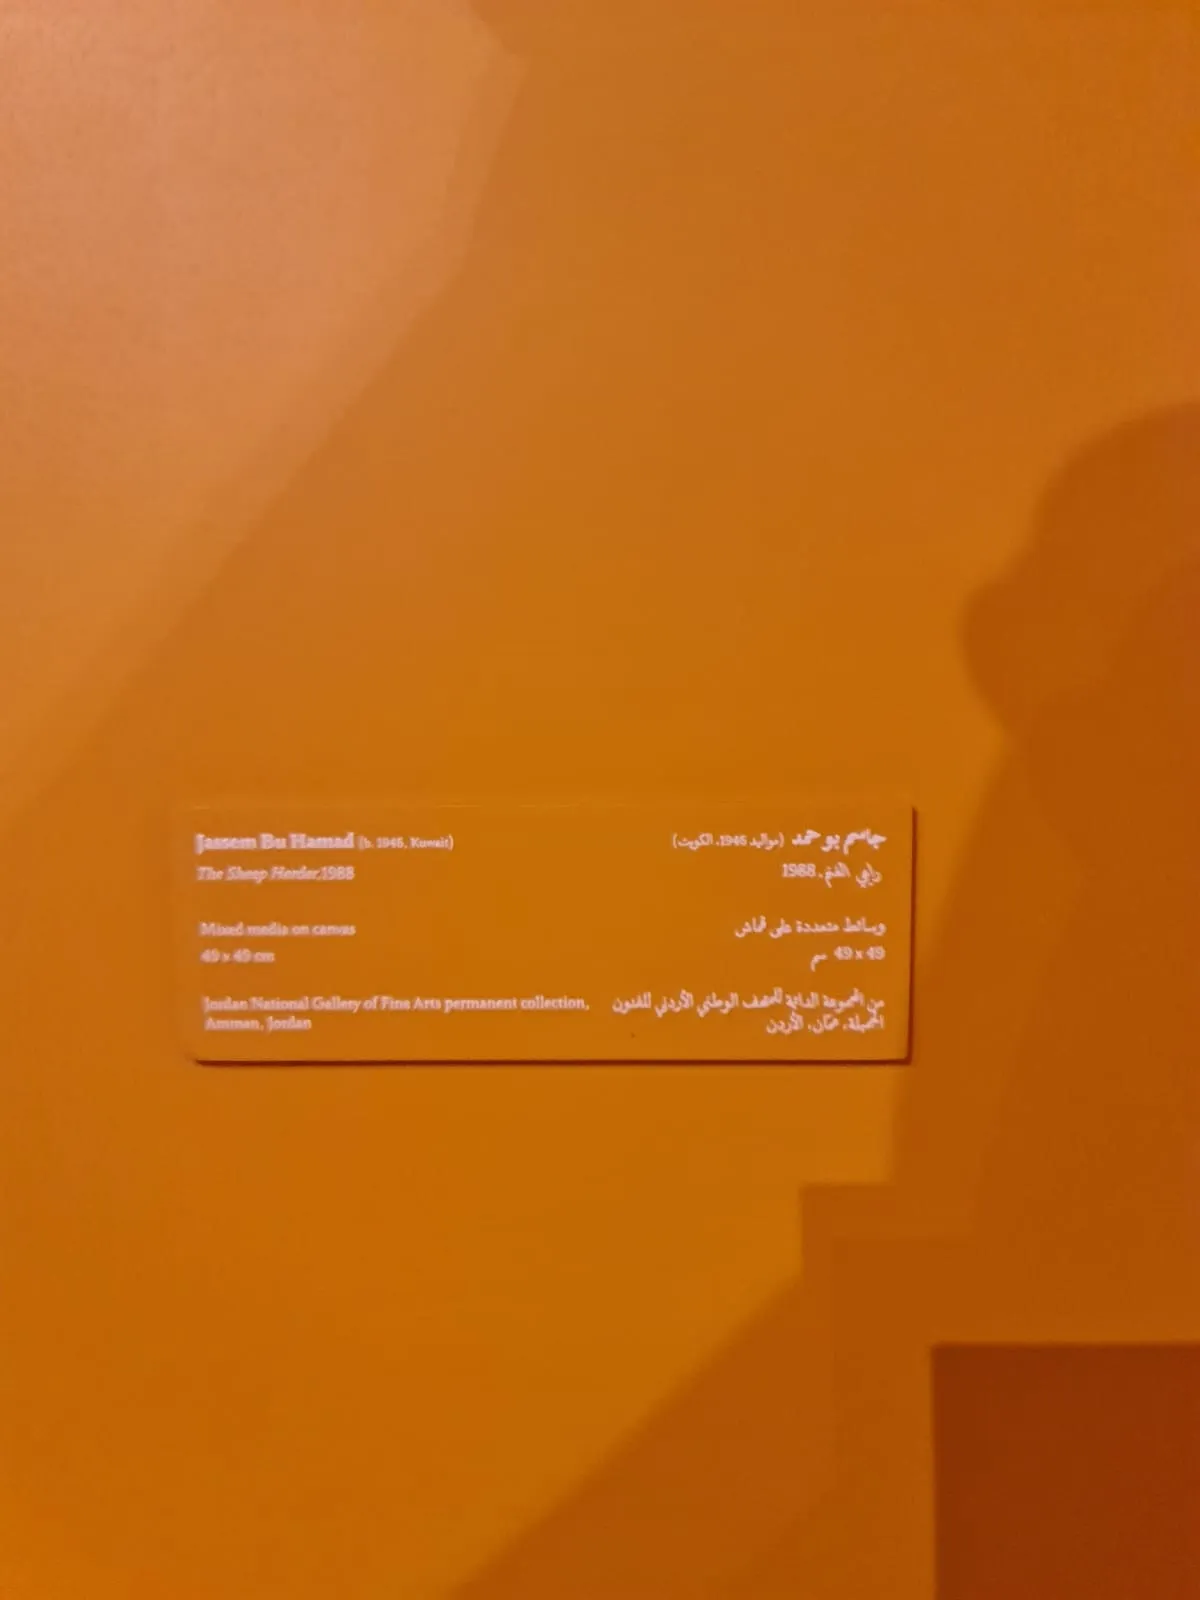 Jassem Bu Hamad (b. 1945, Kuwait)
The Sheep Herder,1988
Mixed media on canvas
49 x 49 cm
Jordan National Gallery of Fine Arts permanent collection,
Amman, Jordan
جاسم بو حمد (مواليد 1945، الكويت)
راعي الغنم، 1988
وسائط متعددة على قماش
49 x 49 سم
من المجموعة الدائمة للمتحف الوطني الأردني للفنون
الجميلة، عمّان، الأردن